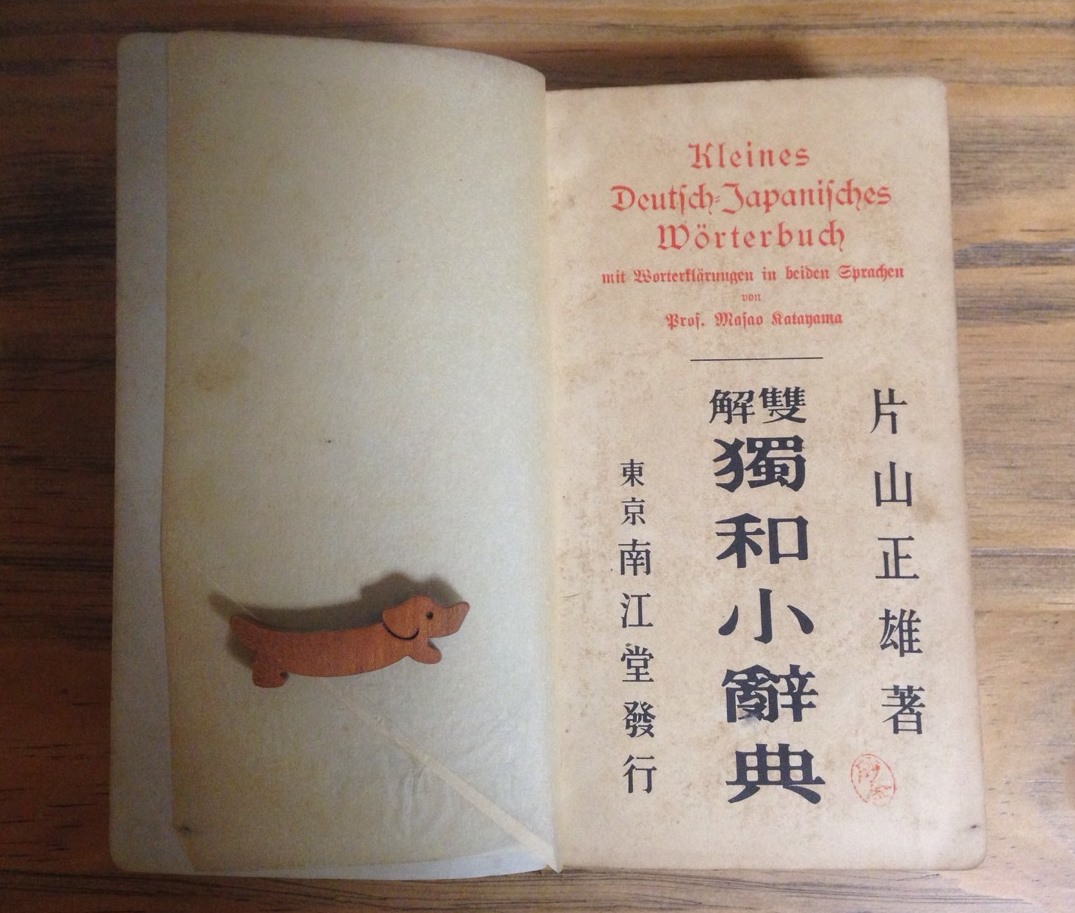 Kleines
Deutsch-Japanisches
Wörterbuch
mit Worterklärungen in beiden Sprachen
von
Prof. Masao Katayama
片山正雄著
雙解
獨和小辭典
東京南江堂發行